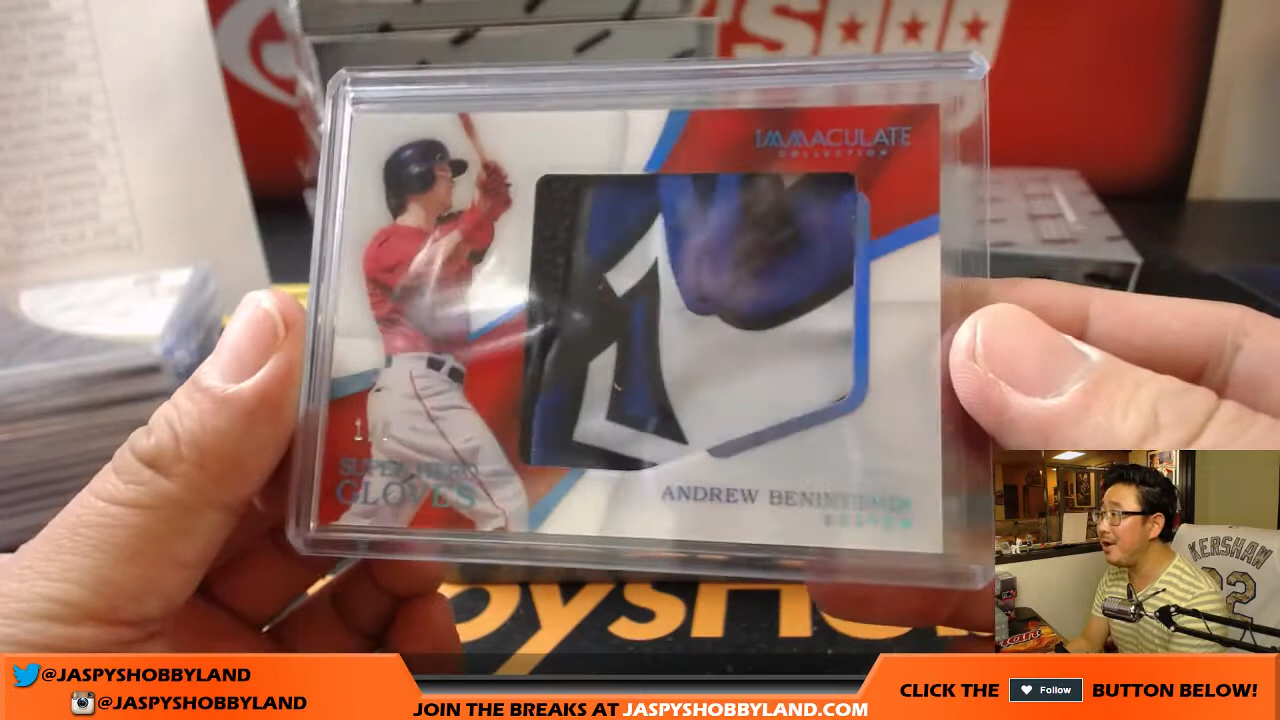 IMMACULATE
COLLECTION
SUPER HERO
GLOVES
ANDREW BENINTENDI
KERSHAW
@JASPYSHOBBYLAND
@JASPYSHOBBYLAND
JOIN THE BREAKS AT JASPYSHOBBYLAND.COM
CLICK THE Follow BUTTON BELOW!